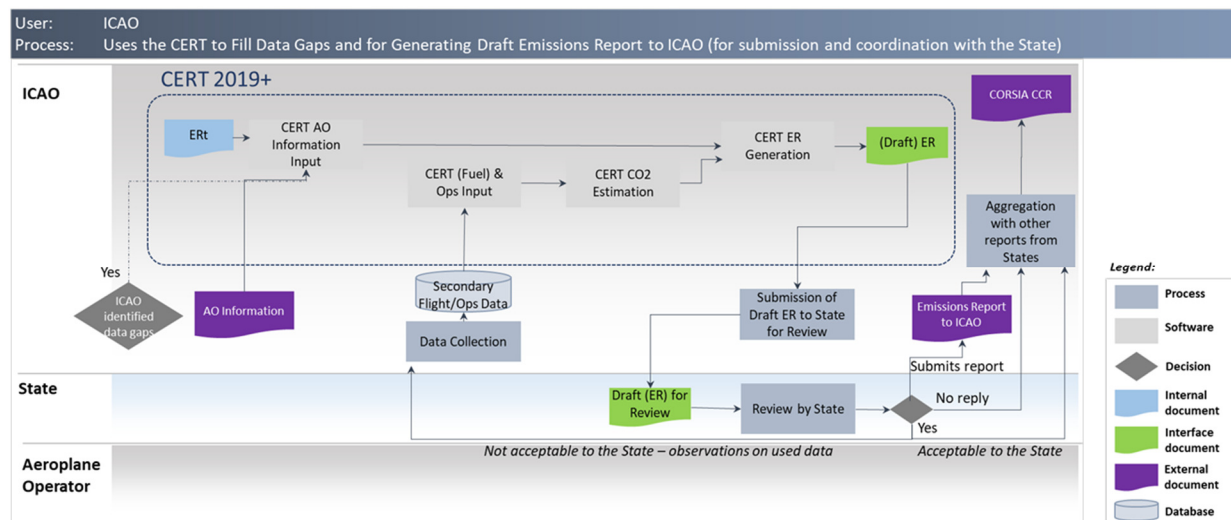 User: ICAO
Process: Uses the CERT to Fill Data Gaps and for Generating Draft Emissions Report to ICAO (for submission and coordination with the State)
ICAO
CERT 2019+
ERt
CERT AO
Information
Input
CERT (Fuel) &
Ops Input
CERT CO2
Estimation
CERT ER
Generation
(Draft) ER
CORSIA CCR
Aggregation
with other
reports from
States
Yes
ICAO
identified
data gaps
AO Information
Secondary
Flight/Ops Data
Data Collection
Submission of
Draft ER to State
for Review
Emissions Report
to ICAO
Submits report
State
Draft (ER) for
Review
Review by State
No reply
Yes
Not acceptable to the State – observations on used data
Acceptable to the State
Aeroplane
Operator
Legend:
Process
Software
Decision
Internal
document
Interface
document
External
document
Database